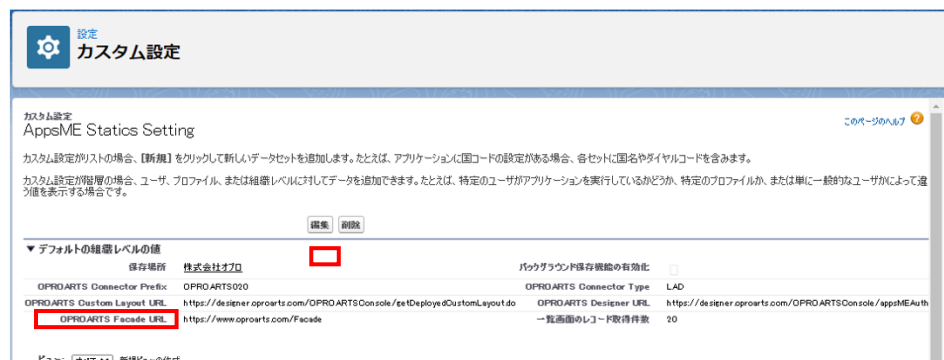 設定
カスタム設定
カスタム設定
AppsME Statics Setting
このページのヘルプ
カスタム設定がリストの場合、[新規] をクリックして新しいデータセットを追加します。たとえば、アプリケーションに国コードの設定がある場合、各セットに国名やダイヤルコードを含みます。
カスタム設定が階層の場合、ユーザ、プロファイル、または組織レベルに対してデータを追加できます。たとえば、特定のユーザがアプリケーションを実行しているかどうか、特定のプロファイルか、または単に一般的なユーザかによって違
う値を表示する場合です。
編集 削除
▼ デフォルトの組織レベルの値
保存場所 株式会社オプロ バックグラウンド保存機能の有効化
OPROARTS Connector Prefix OPROARTS020 OPROARTS Connector Type LAD
OPROARTS Custom Layout URL https://designer.oproarts.com/OPROARTSConsole/getDeployedCustomLayout.do OPROARTS Designer URL https://designer.oproarts.com/OPROARTSConsole/appsMEAuth
OPROARTS Facade URL https://www.oproarts.com/Facade 一覧画面のレコード取得件数 20